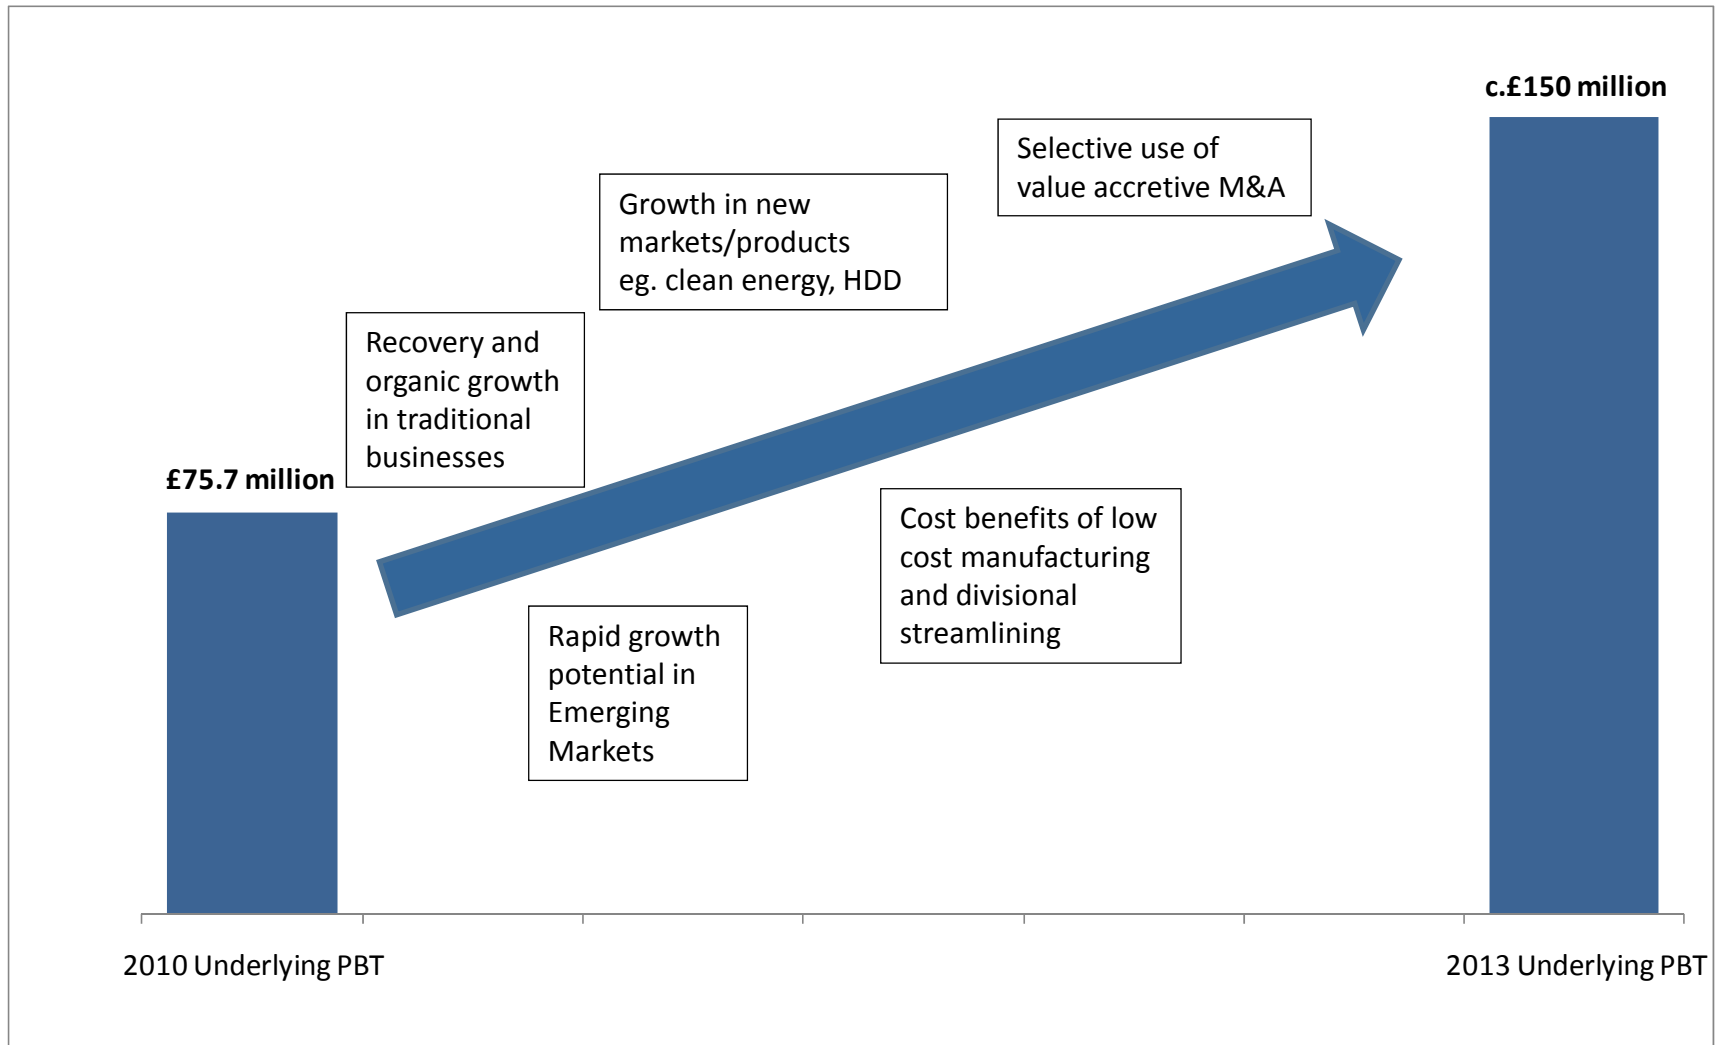 c.£150 million
Selective use of
value accretive M&A
Growth in new
markets/products
eg. clean energy, HDD
Recovery and
organic growth
in traditional
businesses
£75.7 million
Cost benefits of low
cost manufacturing
and divisional
streamlining
Rapid growth
potential in
Emerging
Markets
2010 Underlying PBT
2013 Underlying PBT